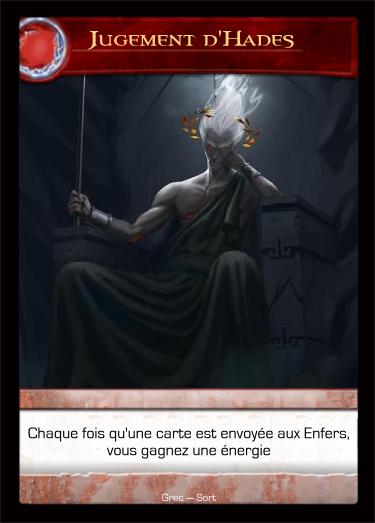 Jugement d'Hades
Chaque fois qu'une carte est envoyée aux Enfers,
vous gagnez une énergie
Grec — Sort